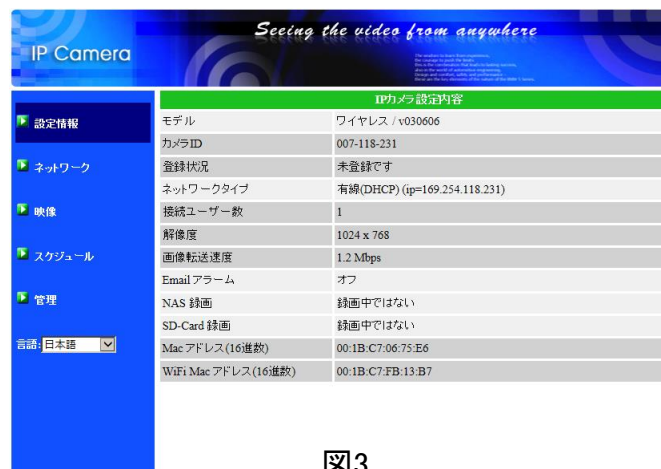 Seeing the video from anywhere
IP Camera
設定情報
ネットワーク
映像
スケジュール
管理
言語: 日本語
IPカメラ設定内容
モデル ワイヤレス / v030606
カメラID 007-118-231
登録状況 未登録です
ネットワークタイプ 有線(DHCP) (ip=169.254.118.231)
接続ユーザー数 1
解像度 1024 x 768
画像転送速度 1.2 Mbps
Email アラーム オフ
NAS 録画 録画中ではない
SD-Card 録画 録画中ではない
Mac アドレス(16進数) 00:1B:C7:06:75:E6
WiFi Mac アドレス(16進数) 00:1B:C7:FB:13:B7
図3